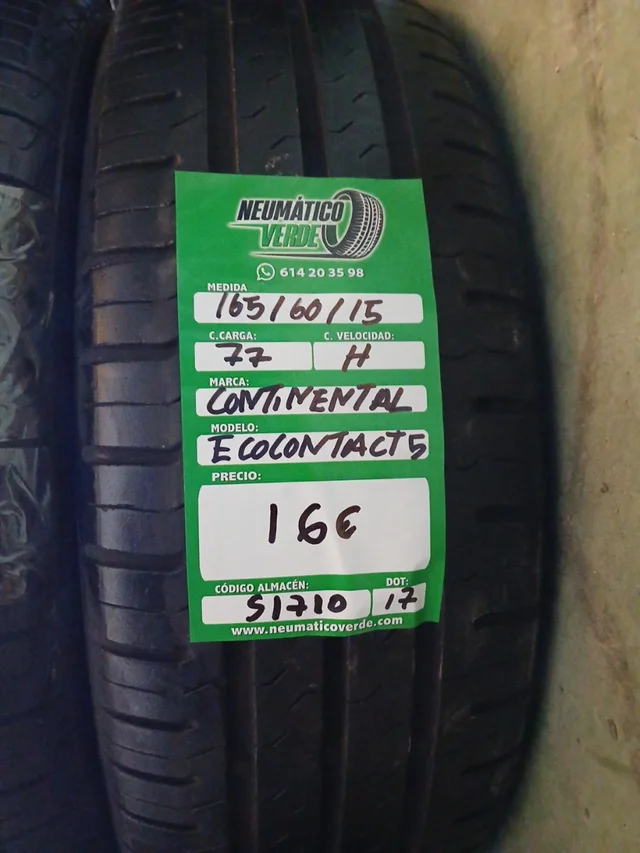 NEUMÁTICO
VERDE
614 20 35 98
MEDIDA
165/60/15
C.CARGA: C. VELOCIDAD:
77 H
MARCA:
CONTINENTAL
MODELO:
ECOCONTACT5
PRECIO:
16€
CÓDIGO ALMACÉN: DOT:
S1710 17
www.neumaticoverde.com